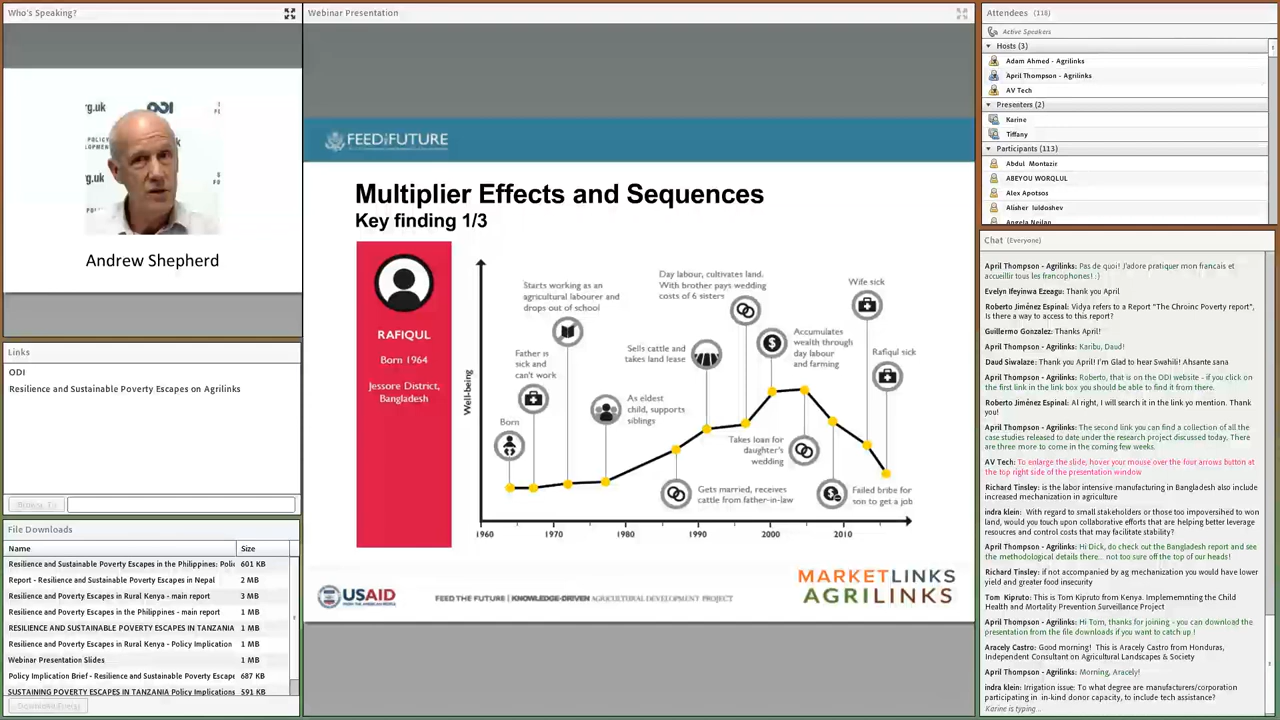 Who's Speaking?
rg.uk
ODI
rg.uk
Andrew Shepherd
Links
ODI
Resilience and Sustainable Poverty Escapes on Agrilinks
File Downloads
Name Size
Resilience and Sustainable Poverty Escapes in the Philippines: Polic 601 KB
Report - Resilience and Sustainable Poverty Escapes in Nepal 2 MB
Resilience and Poverty Escapes in Rural Kenya - main report 3 MB
Resilience and Poverty Escapes in the Philippines - main report 1 MB
RESILIENCE AND SUSTAINABLE POVERTY ESCAPES IN TANZANIA 1 MB
Resilience and Poverty Escapes in Rural Kenya - Policy Implication 1 MB
Webinar Presentation Slides 1 MB
Policy Implication Brief - Resilience and Sustainable Poverty Escape 687 KB
SUSTAINING POVERTY ESCAPES IN TANZANIA Policy Implications 591 KB
Webinar Presentation
FEED THE FUTURE
Multiplier Effects and Sequences
Key finding 1/3
RAFIQUL
Born 1964
Jessore District,
Bangladesh
Well-being
Born
Father is
sick and
can't work
Starts working as an
agricultural labourer and
drops out of school
As eldest
child, supports
siblings
Gets married, receives
cattle from father-in-law
Sells cattle and
takes land lease
Day labour, cultivates land.
With brother pays wedding
costs of 6 sisters
Accumulates
wealth through
day labour
and farming
Takes loan for
daughter's
wedding
Failed bribe for
son to get a job
Wife sick
Rafiqul sick
1960 1970 1980 1990 2000 2010
USAID
FROM THE AMERICAN PEOPLE
FEED THE FUTURE | KNOWLEDGE-DRIVEN AGRICULTURAL DEVELOPMENT PROJECT
MARKETLINKS
AGRILINKS
Attendees (118)
Active Speakers
Hosts (3)
Adam Ahmed - Agrilinks
April Thompson - Agrilinks
AV Tech
Presenters (2)
Karine
Tiffany
Participants (113)
Abdul Montazir
ABEYOU WORQLUL
Alex Apotsos
Alisher Iuldoshev
Angela Neilan
Chat (Everyone)
April Thompson - Agrilinks: Pas de quoi! J'adore pratiquer mon francais et
accueillir tous les francophones! :)
Evelyn Ifeyinwa Ezeagu: Thank you April
Roberto Jiménez Espinal: Vidya refers to a Report "The Chroinc Poverty report",
Is there a way to access to this report?
Guillermo Gonzalez: Thanks April!
April Thompson - Agrilinks: Karibu, Daud!
Daud Siwalaze: Thank you April! I'm Glad to hear Swahili! Ahsante sana
April Thompson - Agrilinks: Roberto, that is on the ODI website - if you click on
the first link in the link box you should be able to find it from there.
Roberto Jiménez Espinal: Al right, I will search it in the link yo mention. Thank
you!
April Thompson - Agrilinks: The second link you can find a collection of all the
case studies released to date under the research project discussed today. There
are three more to come in the coming few weeks.
AV Tech: To enlarge the slide, hover your mouse over the four arrows button at
the top right side of the presentation window
Richard Tinsley: is the labor intensive manufacturing in Bangladesh also include
increased mechanization in agriculture
indra klein: With regard to small stakeholders or those too impoverished to own
land, would you touch upon collaborative efforts that are helping better leverage
resoucres and control costs that may facilitate stability?
April Thompson - Agrilinks: Hi Dick, do check out the Bangladesh report and see
the methodological details there... not too sure off the top of our heads!
Richard Tinsley: if not accompanied by ag mechanization you would have lower
yield and greater food insecurity
Tom Kipruto: This is Tom Kipruto from Kenya. Implememnting the Child
Health and Mortality Prevention Surveillance Project
April Thompson - Agrilinks: Hi Tom, thanks for joining - you can download the
presentation from the file downloads if you want to catch up !
Aracely Castro: Good morning! This is Aracely Castro from Honduras,
Independent Consultant on Agricultural Landscapes & Society
April Thompson - Agrilinks: Morning, Aracely!
indra klein: Irrigation issue: To what degree are manufacturers/corporation
participating in in-kind donor capacity, to include tech assistance?
Karine is typing...